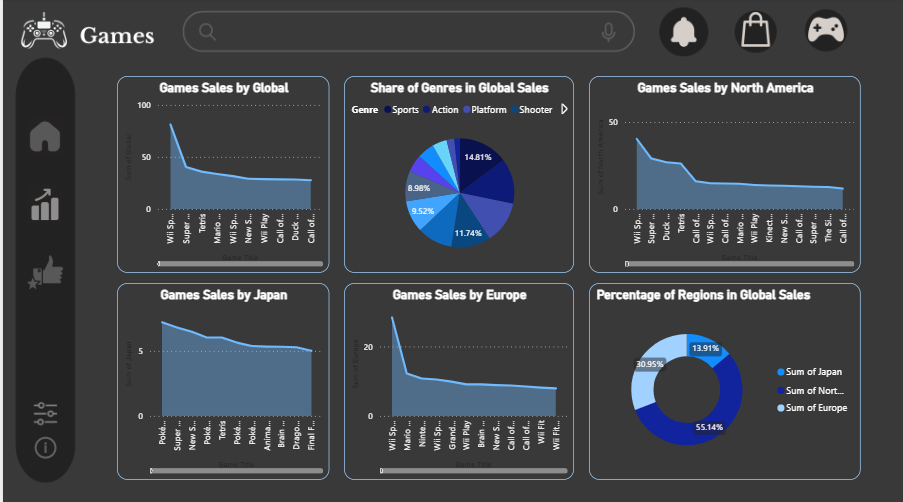 Games
Games Sales by Global
100
50
0
Sum of Global
Wii Sp...
Super ...
Tetris
Mario ...
Wii Sp...
New S...
Wii Play
Call of...
Duck ...
Call of...
Game Title
Share of Genres in Global Sales
Genre Sports Action Platform Shooter
14.81%
8.98%
9.52%
11.74%
Games Sales by North America
50
0
Sum of North America
Wii Sp...
Super ...
Duck ...
Tetris
Call of...
Wii Sp...
Call of...
Mario ...
Wii Play
Kinect...
New S...
Call of...
Super ...
The Si...
Call of...
Game Title
Games Sales by Japan
5
0
Sum of Japan
Poké...
Super ...
New S...
Poké...
Tetris
Poké...
Poké...
Anima...
Brain ...
Drago...
Final F...
Game Title
Games Sales by Europe
20
0
Sum of Europe
Wii Sp...
Mario ...
Ninte...
Wii Sp...
Grand...
Wii Play
Brain ...
New S...
Call of...
Call of...
Wii Fit
Wii Fit...
Game Title
Percentage of Regions in Global Sales
13.91%
30.95%
55.14%
Sum of Japan
Sum of Nort...
Sum of Europe